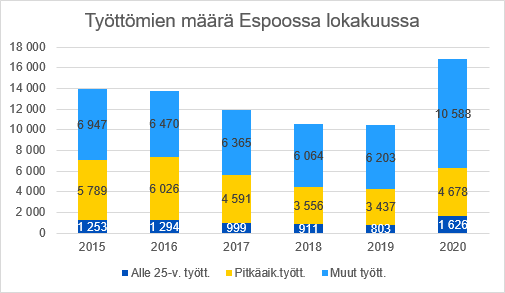 Työttömien määrä Espoossa lokakuussa
18 000
16 000
14 000
12 000
10 000
8 000
6 000
4 000
2 000
0
6 947 6 470 6 365 6 064 6 203 10 588
5 789 6 026 4 591 3 556 3 437 4 678
1 253 1 294 999 911 803 1 626
2015 2016 2017 2018 2019 2020
Alle 25-v. tyött. Pitkäaik.tyött. Muut tyött.